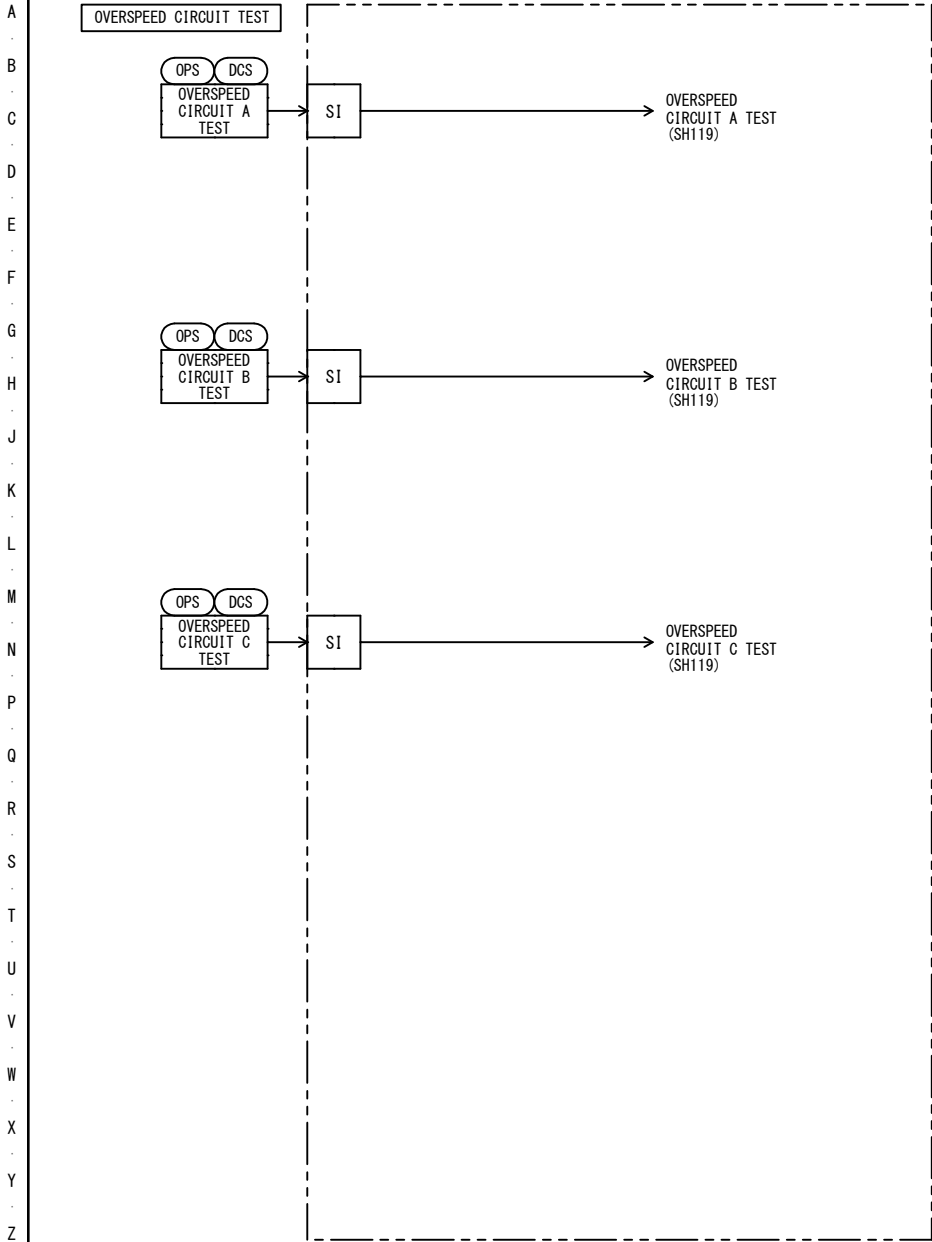 A
OVERSPEED CIRCUIT TEST
B
OPS DCS
OVERSPEED
CIRCUIT A
TEST
SI
OVERSPEED
CIRCUIT A TEST
(SH119)
C
D
E
F
G
OPS DCS
OVERSPEED
CIRCUIT B
TEST
SI
OVERSPEED
CIRCUIT B TEST
(SH119)
H
J
K
L
M
OPS DCS
OVERSPEED
CIRCUIT C
TEST
SI
OVERSPEED
CIRCUIT C TEST
(SH119)
N
P
Q
R
S
T
U
V
W
X
Y
Z